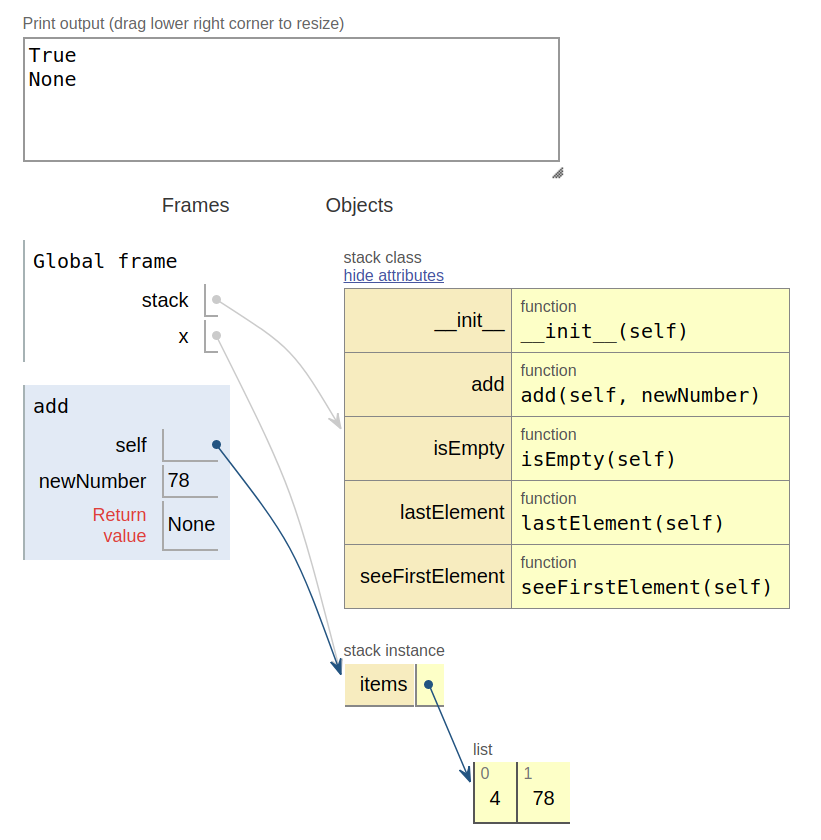 Print output (drag lower right corner to resize)
True
None
Frames
Objects
Global frame
stack
x
add
self
newNumber 78
Return
value
None
stack class
hide attributes
__init__
function
__init__(self)
add
function
add(self, newNumber)
isEmpty
function
isEmpty(self)
lastElement
function
lastElement(self)
seeFirstElement
function
seeFirstElement(self)
stack instance
items
list
0 1
4 78